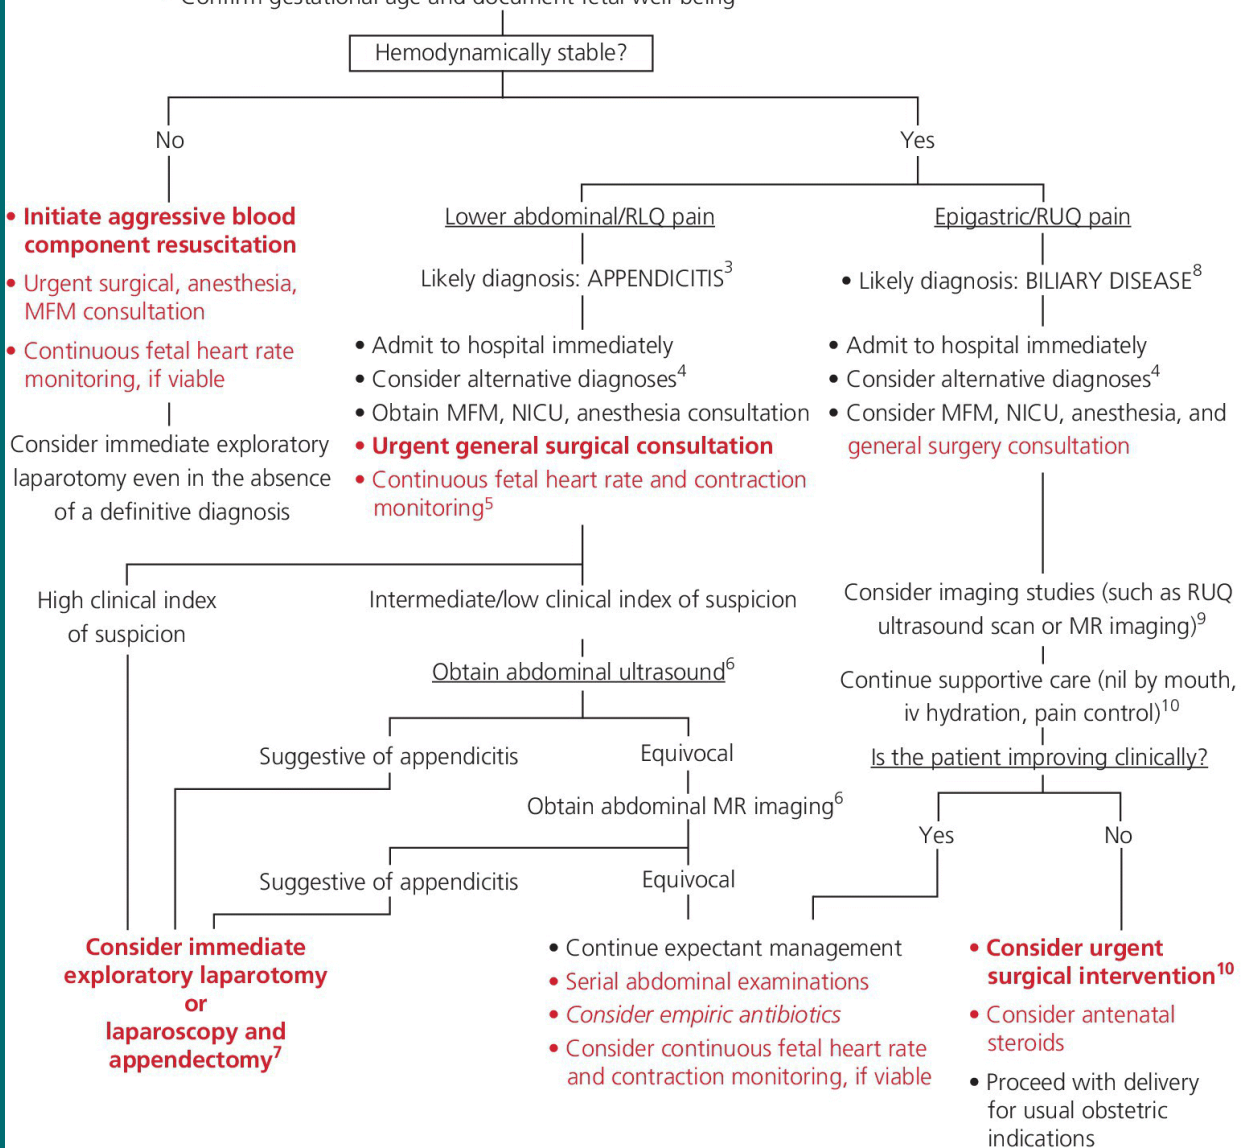 Confirm gestational age and document fetal well-being
Hemodynamically stable?
No
Yes
• Initiate aggressive blood
component resuscitation
• Urgent surgical, anesthesia,
MFM consultation
• Continuous fetal heart rate
monitoring, if viable
Consider immediate exploratory
laparotomy even in the absence
of a definitive diagnosis
Lower abdominal/RLQ pain
Likely diagnosis: APPENDICITIS3
• Admit to hospital immediately
• Consider alternative diagnoses4
• Obtain MFM, NICU, anesthesia consultation
• Urgent general surgical consultation
• Continuous fetal heart rate and contraction
monitoring5
Epigastric/RUQ pain
• Likely diagnosis: BILIARY DISEASE8
• Admit to hospital immediately
• Consider alternative diagnoses4
• Consider MFM, NICU, anesthesia, and
general surgery consultation
High clinical index
of suspicion
Intermediate/low clinical index of suspicion
Obtain abdominal ultrasound6
Suggestive of appendicitis
Equivocal
Obtain abdominal MR imaging6
Suggestive of appendicitis
Equivocal
Consider imaging studies (such as RUQ
ultrasound scan or MR imaging)9
Continue supportive care (nil by mouth,
iv hydration, pain control)10
Is the patient improving clinically?
Yes
No
Consider immediate
exploratory laparotomy
or
laparoscopy and
appendectomy7
• Continue expectant management
• Serial abdominal examinations
• Consider empiric antibiotics
• Consider continuous fetal heart rate
and contraction monitoring, if viable
• Consider urgent
surgical intervention10
• Consider antenatal
steroids
• Proceed with delivery
for usual obstetric
indications